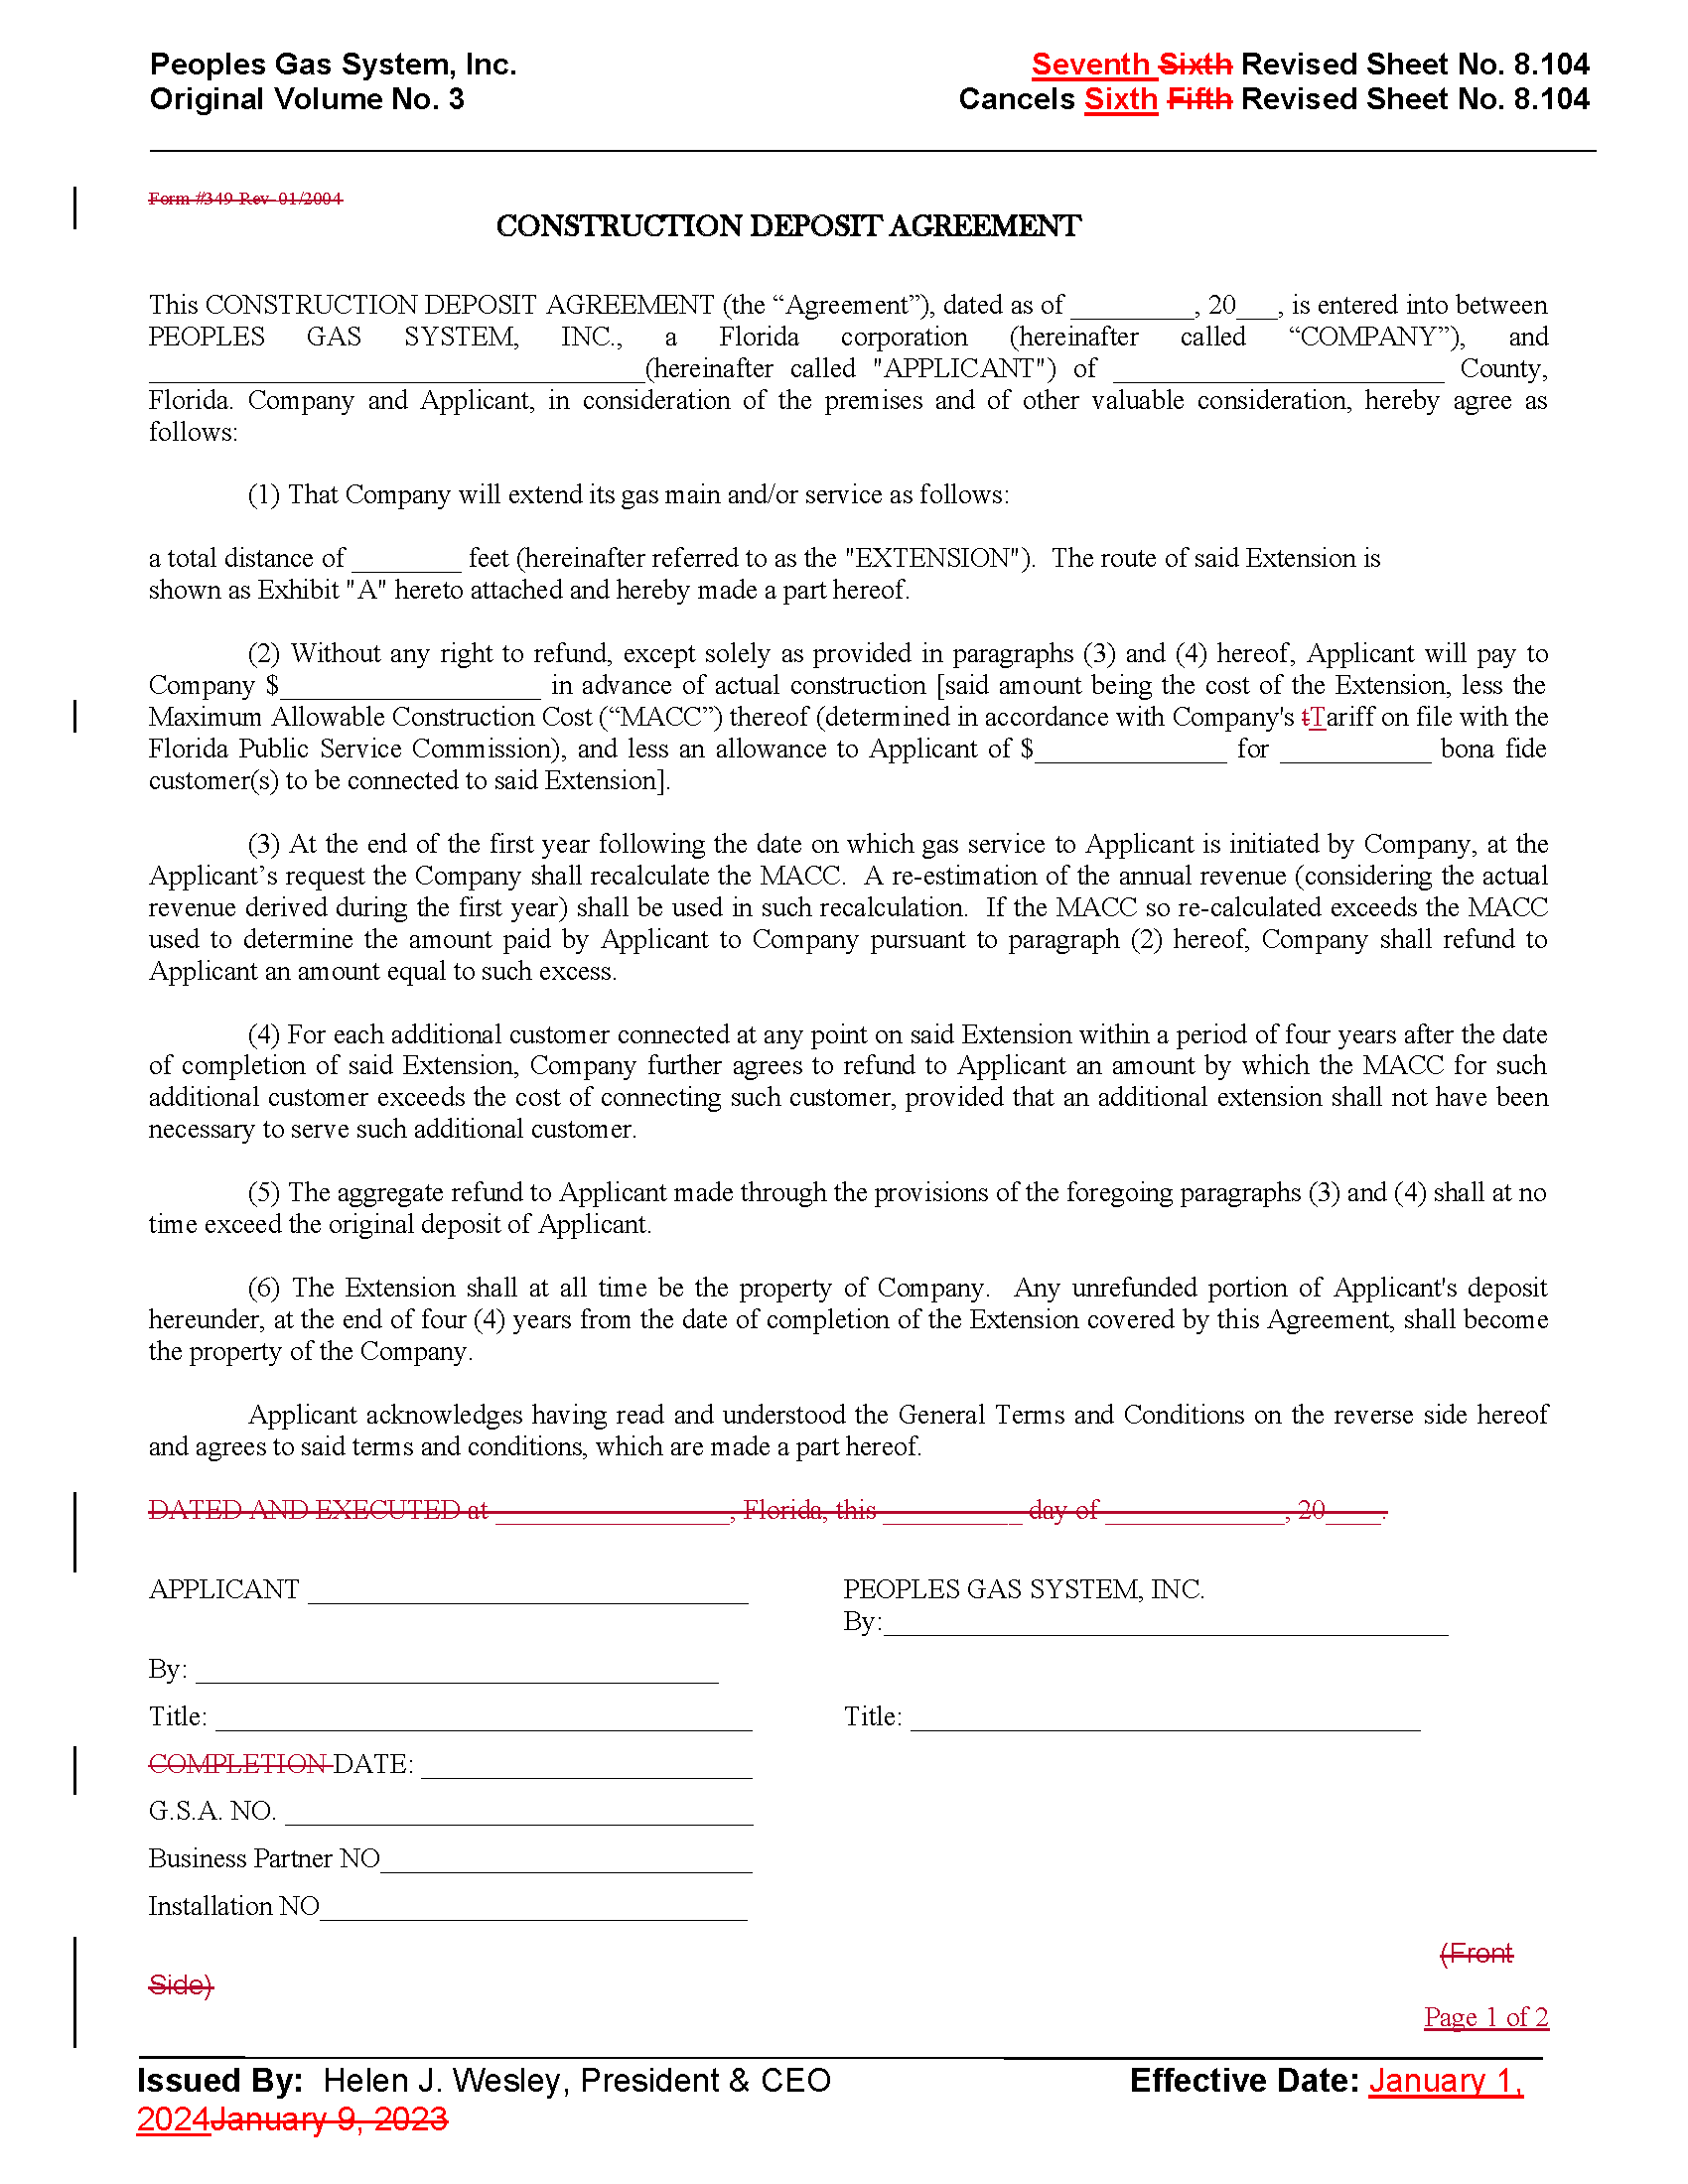 Peoples Gas System, Inc. Seventh Sixth Revised Sheet No. 8.104
Original Volume No. 3 Cancels Sixth Fifth Revised Sheet No. 8.104
Form #349 Rev 01/2004
CONSTRUCTION DEPOSIT AGREEMENT
This CONSTRUCTION DEPOSIT AGREEMENT (the “Agreement”), dated as of _________, 20___, is entered into between
PEOPLES GAS SYSTEM, INC., a Florida corporation (hereinafter called “COMPANY”), and
____________________________________(hereinafter called "APPLICANT") of ________________________ County,
Florida. Company and Applicant, in consideration of the premises and of other valuable consideration, hereby agree as
follows:
(1) That Company will extend its gas main and/or service as follows:
a total distance of ________ feet (hereinafter referred to as the "EXTENSION"). The route of said Extension is
shown as Exhibit "A" hereto attached and hereby made a part hereof.
(2) Without any right to refund, except solely as provided in paragraphs (3) and (4) hereof, Applicant will pay to
Company $___________________ in advance of actual construction [said amount being the cost of the Extension, less the
Maximum Allowable Construction Cost (“MACC”) thereof (determined in accordance with Company's tTariff on file with the
Florida Public Service Commission), and less an allowance to Applicant of $______________ for ___________ bona fide
customer(s) to be connected to said Extension].
(3) At the end of the first year following the date on which gas service to Applicant is initiated by Company, at the
Applicant’s request the Company shall recalculate the MACC. A re-estimation of the annual revenue (considering the actual
revenue derived during the first year) shall be used in such recalculation. If the MACC so re-calculated exceeds the MACC
used to determine the amount paid by Applicant to Company pursuant to paragraph (2) hereof, Company shall refund to
Applicant an amount equal to such excess.
(4) For each additional customer connected at any point on said Extension within a period of four years after the date
of completion of said Extension, Company further agrees to refund to Applicant an amount by which the MACC for such
additional customer exceeds the cost of connecting such customer, provided that an additional extension shall not have been
necessary to serve such additional customer.
(5) The aggregate refund to Applicant made through the provisions of the foregoing paragraphs (3) and (4) shall at no
time exceed the original deposit of Applicant.
(6) The Extension shall at all time be the property of Company. Any unrefunded portion of Applicant's deposit
hereunder, at the end of four (4) years from the date of completion of the Extension covered by this Agreement, shall become
the property of the Company.
Applicant acknowledges having read and understood the General Terms and Conditions on the reverse side hereof
and agrees to said terms and conditions, which are made a part hereof.
DATED AND EXECUTED at _________________, Florida, this __________ day of _____________, 20____.
APPLICANT ________________________________ PEOPLES GAS SYSTEM, INC.
By:_________________________________________
By: ______________________________________
Title: _______________________________________ Title: _____________________________________
COMPLETION DATE: ________________________
G.S.A. NO. __________________________________
Business Partner NO___________________________
Installation NO_______________________________
(Front
Side)
Page 1 of 2
Issued By: Helen J. Wesley, President & CEO Effective Date: January 1,
2024January 9, 2023